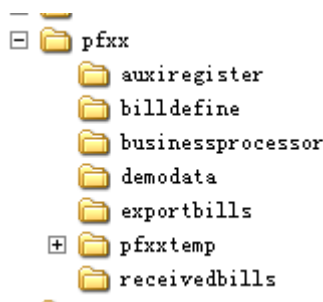 pfxx
auxiregister
billdefine
businessprocessor
demodata
exportbills
pfxxtemp
receivedbills